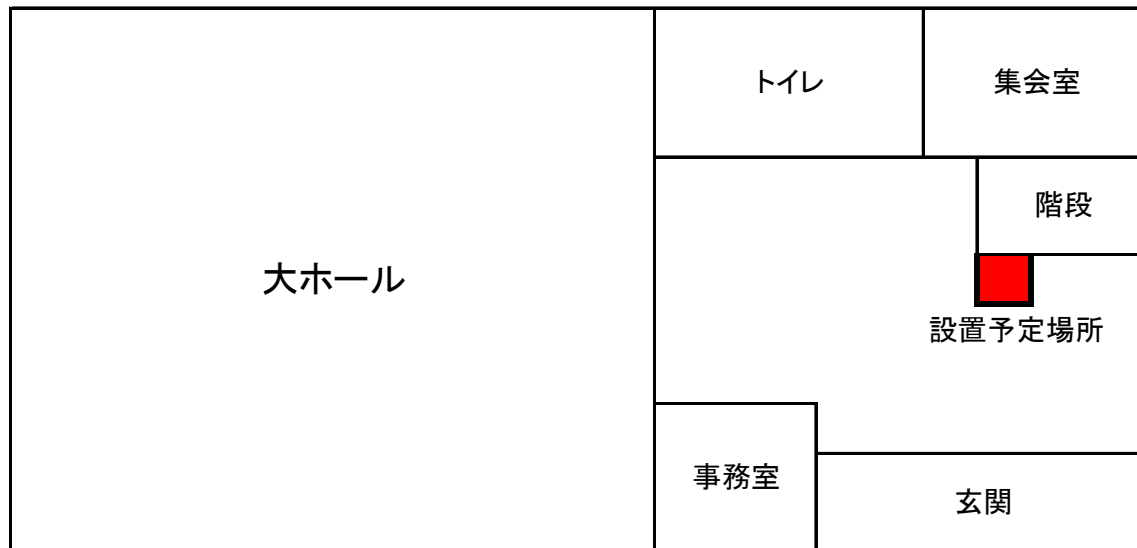 トイレ
集会室
階段
大ホール
設置予定場所
事務室
玄関